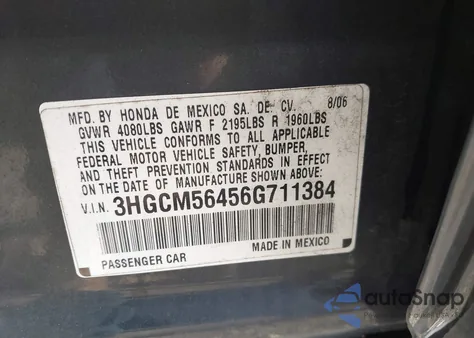 MFD. BY HONDA DE MEXICO SA. DE. CV. 8/06
GVWR 4080LBS GAWR F 2195LBS R 1960LBS
THIS VEHICLE CONFORMS TO ALL APPLICABLE
FEDERAL MOTOR VEHICLE SAFETY, BUMPER,
AND THEFT PREVENTION STANDARDS IN EFFECT
ON THE DATE OF MANUFACTURE SHOWN ABOVE.
V.I.N. 3HGCM56456G711384
PASSENGER CAR MADE IN MEXICO
autoSnap